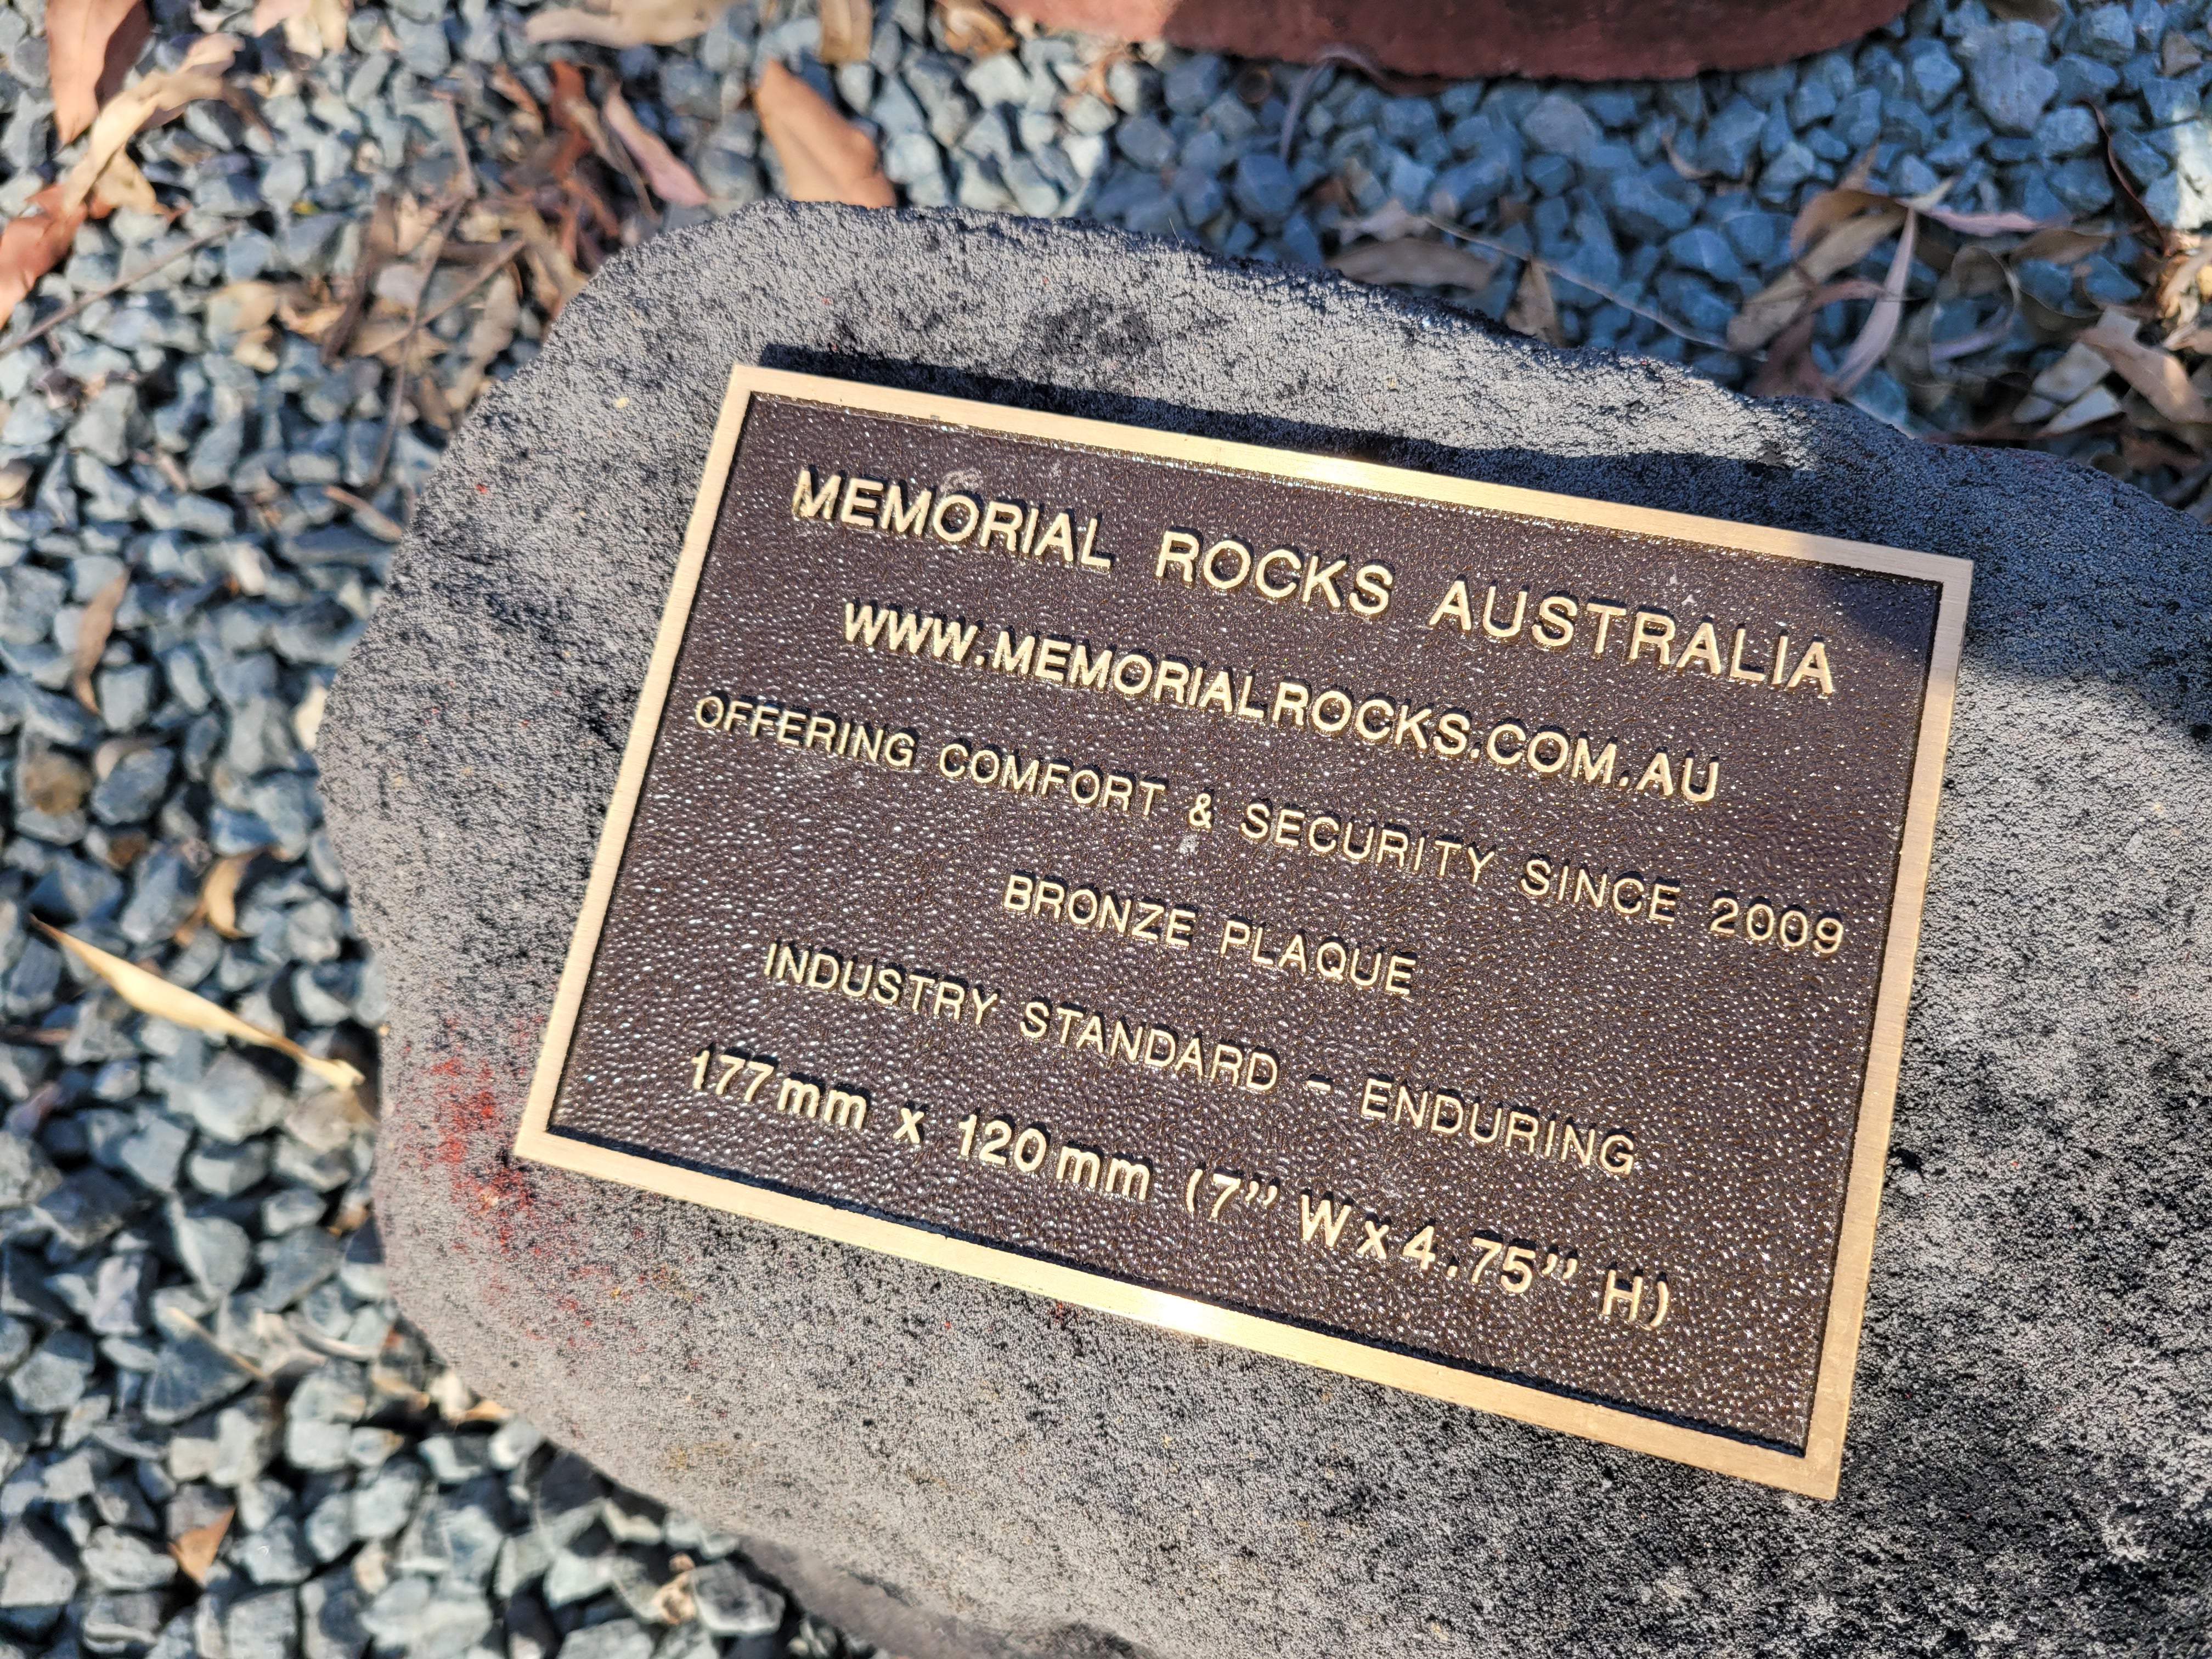 MEMORIAL ROCKS AUSTRALIA
WWW.MEMORIALROCKS.COM.AU
OFFERING COMFORT & SECURITY SINCE 2009
BRONZE PLAQUE
INDUSTRY STANDARD – ENDURING
177mm x 120mm (7" Wx4.75" H)